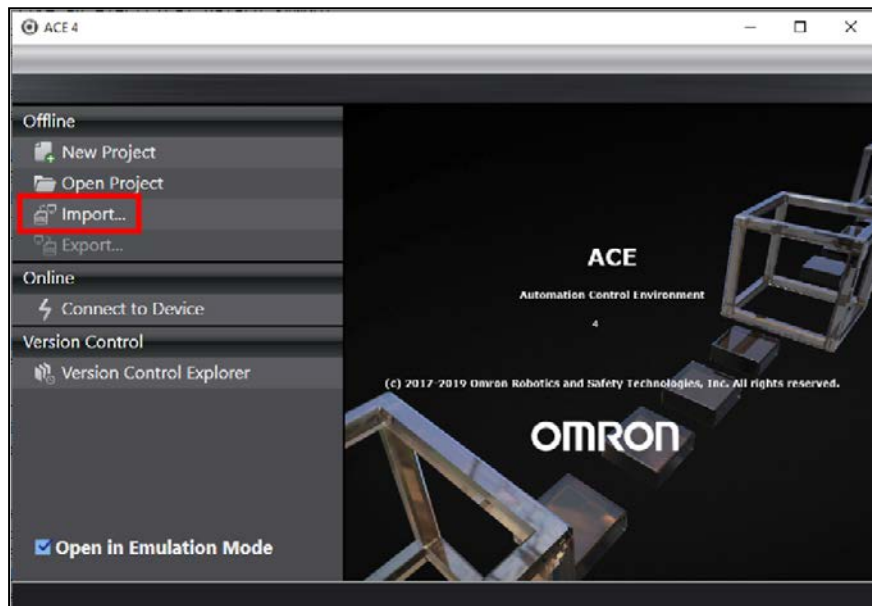 ACE 4
Offline
New Project
Open Project
Import...
Export...
Online
Connect to Device
Version Control
Version Control Explorer
Open in Emulation Mode
ACE
Automation Control Environment
4
(c) 2017-2019 Omron Robotics and Safety Technologies, Inc. All rights reserved.
OMRON